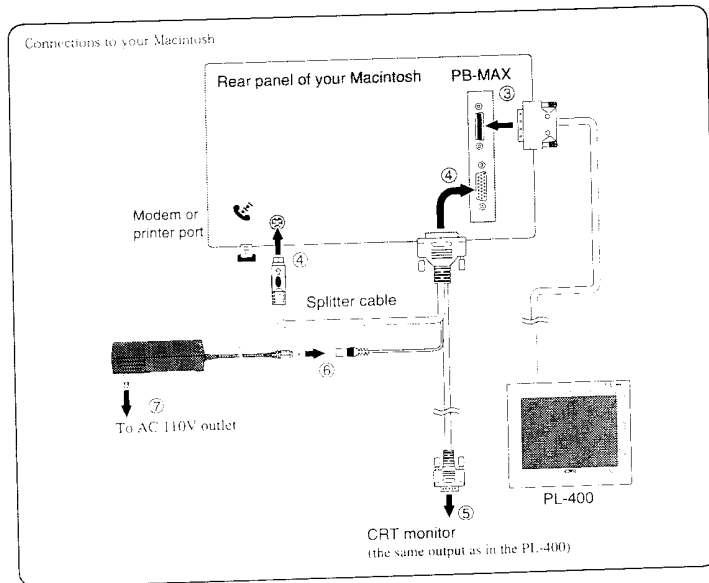 Connections to your Macintosh
Rear panel of your Macintosh
PB-MAX
③
④
Modem or
printer port
④
Splitter cable
⑥
⑦
To AC 110V outlet
PL-400
⑤
CRT monitor
(the same output as in the PL-400)